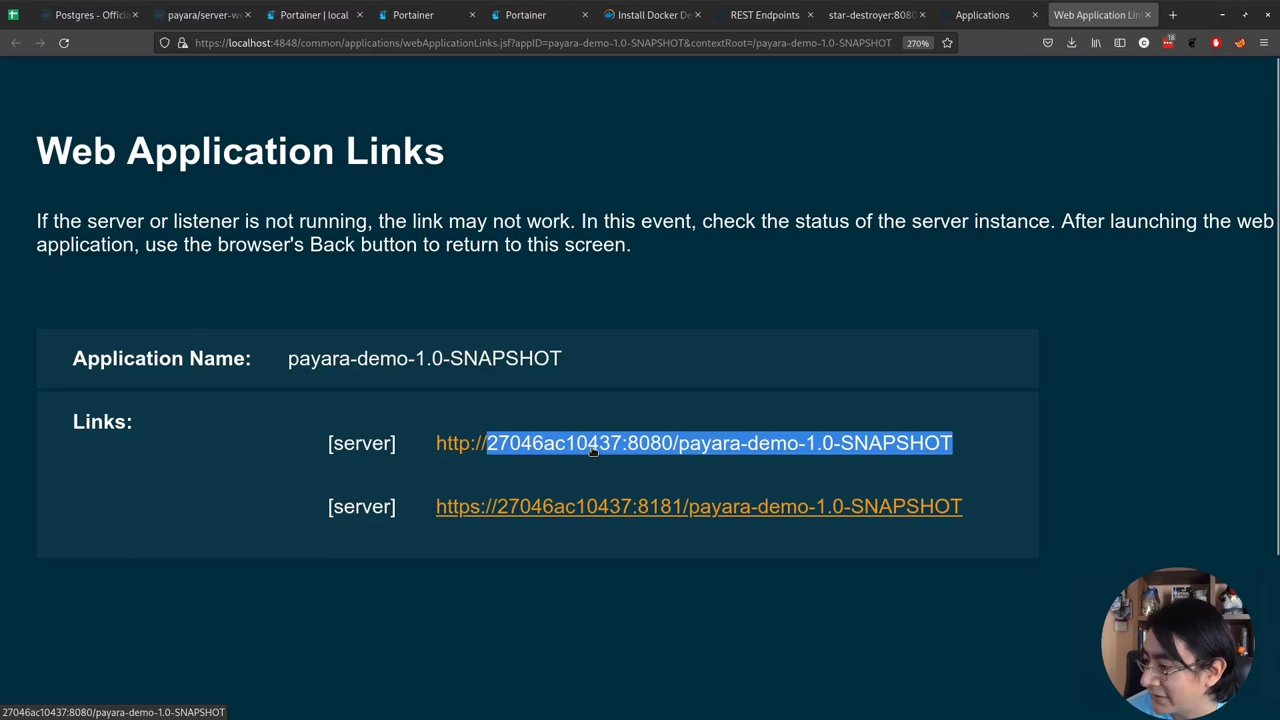 Postgres - Offici
payara/server-we
Portainer | local
Portainer
Portainer
Install Docker De
REST Endpoints
star-destroyer:8080
Applications
Web Application Lin
https://localhost:4848/common/applications/webApplicationLinks.jsf?appID=payara-demo-1.0-SNAPSHOT&contextRoot=/payara-demo-1.0-SNAPSHOT
270%
18
Web Application Links
If the server or listener is not running, the link may not work. In this event, check the status of the server instance. After launching the web
application, use the browser's Back button to return to this screen.
Application Name: payara-demo-1.0-SNAPSHOT
Links:
[server] http://27046ac10437:8080/payara-demo-1.0-SNAPSHOT
[server] https://27046ac10437:8181/payara-demo-1.0-SNAPSHOT
27046ac10437:8080/payara-demo-1.0-SNAPSHOT